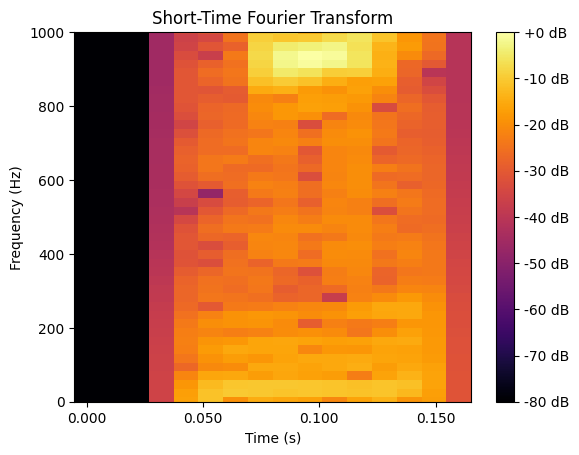 Short-Time Fourier Transform
1000
800
600
400
200
0
Frequency (Hz)
0.000
0.050
0.100
0.150
Time (s)
+0 dB
-10 dB
-20 dB
-30 dB
-40 dB
-50 dB
-60 dB
-70 dB
-80 dB